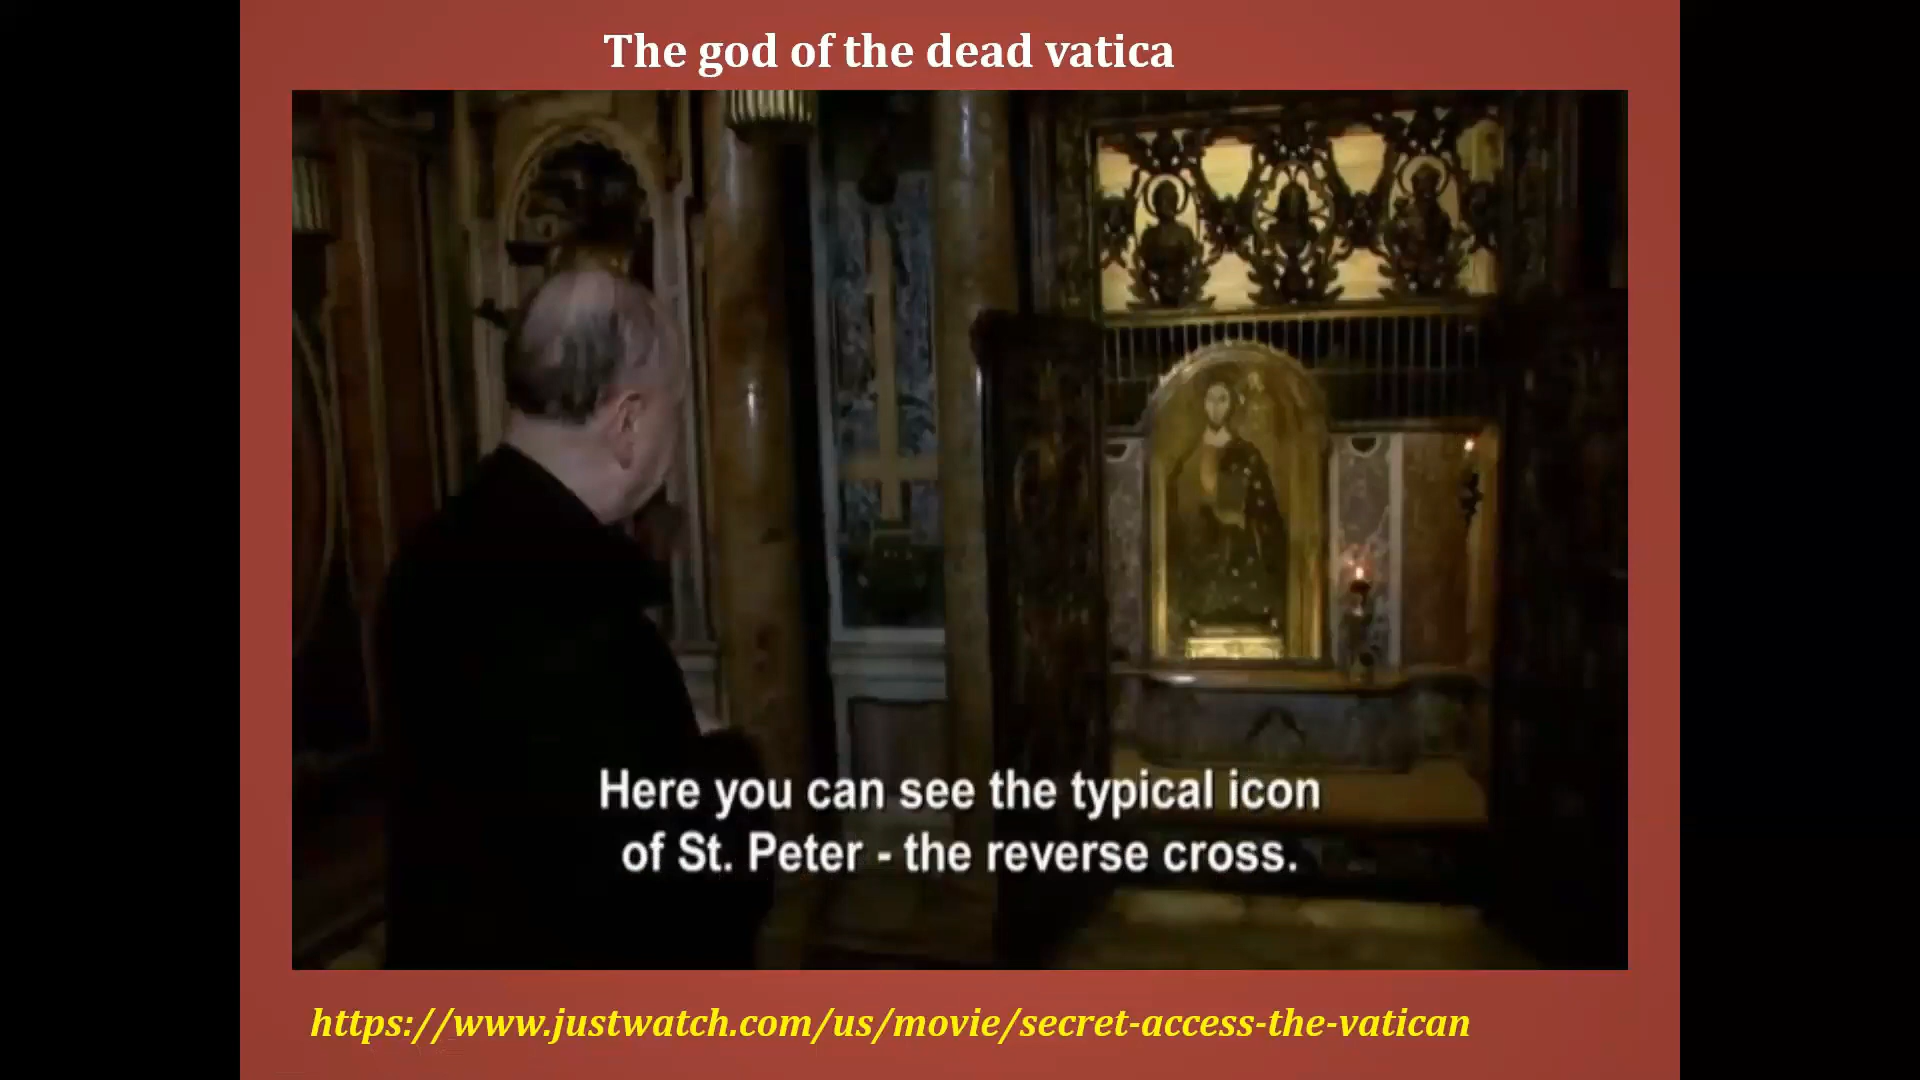 The god of the dead vatica
Here you can see the typical icon
of St. Peter - the reverse cross.
https://www.justwatch.com/us/movie/secret-access-the-vatican